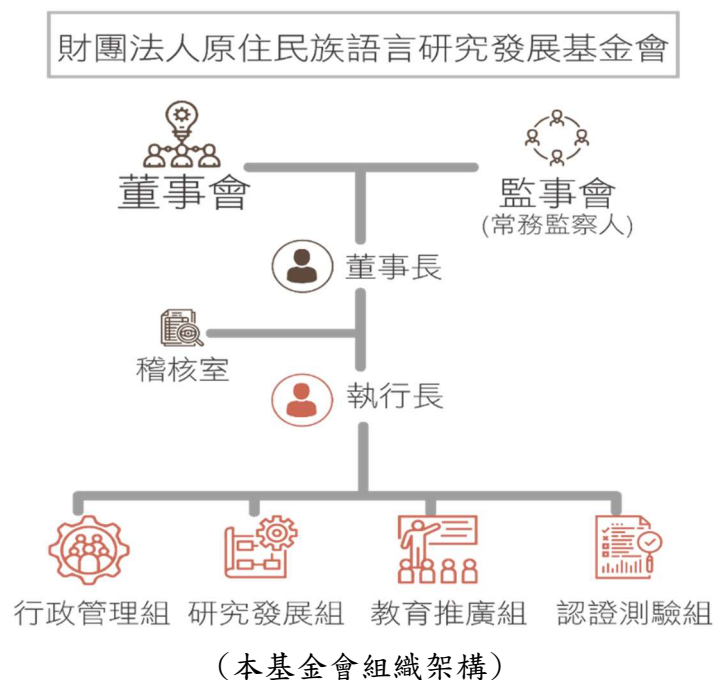 財團法人原住民族語言研究發展基金會
董事會
監事會
(常務監察人)
董事長
稽核室
執行長
行政管理組 研究發展組 教育推廣組 認證測驗組
(本基金會組織架構)